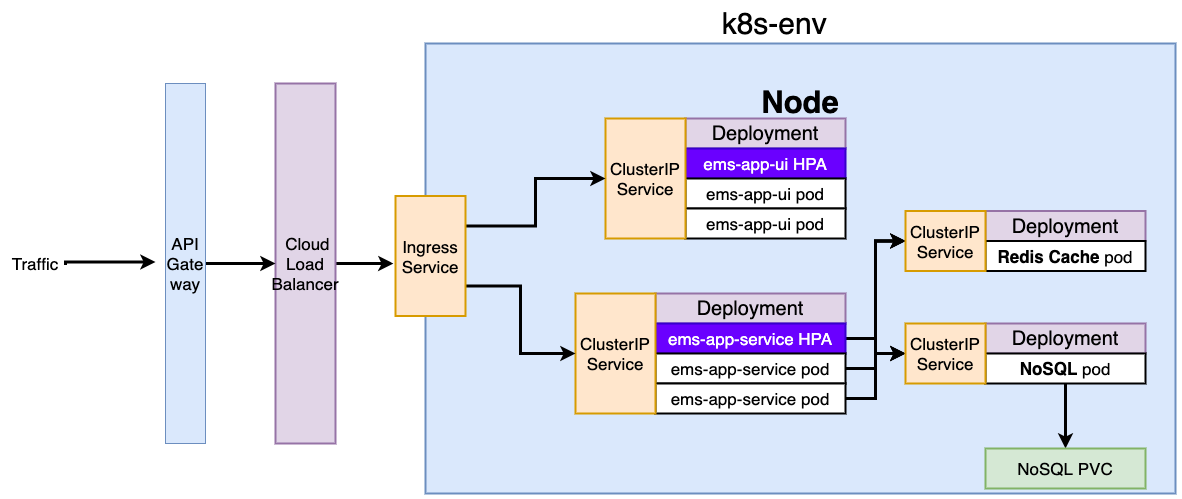 k8s-env
Node
Traffic
API
Gate
way
Cloud
Load
Balancer
Ingress
Service
ClusterIP
Service
Deployment
ems-app-ui HPA
ems-app-ui pod
ems-app-ui pod
ClusterIP
Service
Deployment
ems-app-service HPA
ems-app-service pod
ems-app-service pod
ClusterIP
Service
Deployment
Redis Cache pod
ClusterIP
Service
Deployment
NoSQL pod
NoSQL PVC